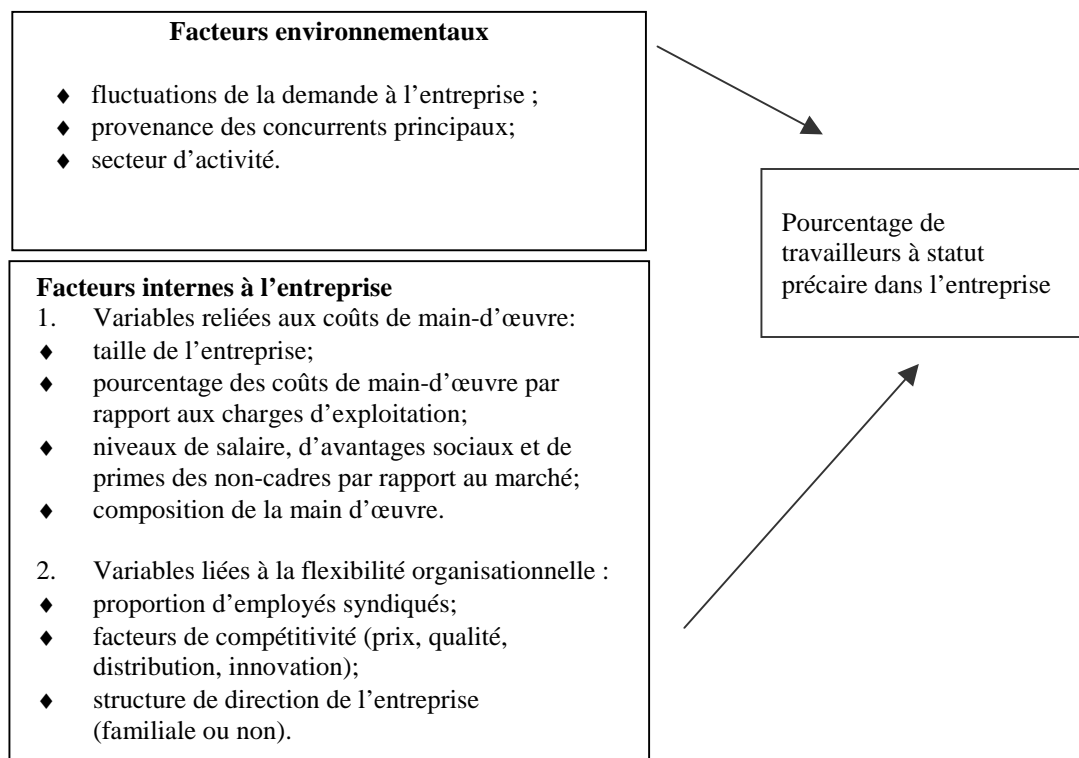 Facteurs environnementaux
♦ fluctuations de la demande à l’entreprise ;
♦ provenance des concurrents principaux;
♦ secteur d’activité.
Pourcentage de
travailleurs à statut
précaire dans l’entreprise
Facteurs internes à l’entreprise
1. Variables reliées aux coûts de main-d’œuvre:
♦ taille de l’entreprise;
♦ pourcentage des coûts de main-d’œuvre par
rapport aux charges d’exploitation;
♦ niveaux de salaire, d’avantages sociaux et de
primes des non-cadres par rapport au marché;
♦ composition de la main d’œuvre.
2. Variables liées à la flexibilité organisationnelle :
♦ proportion d’employés syndiqués;
♦ facteurs de compétitivité (prix, qualité,
distribution, innovation);
♦ structure de direction de l’entreprise
(familiale ou non).